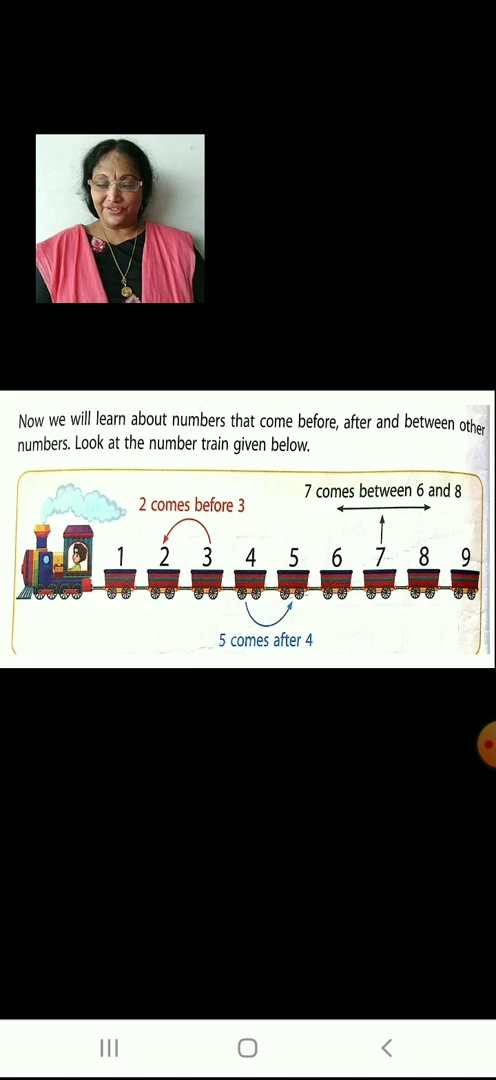 Now we will learn about numbers that come before, after and between other
numbers. Look at the number train given below.
7 comes between 6 and 8
2 comes before 3
1 2 3 4 5 6 7 8 9
5 comes after 4